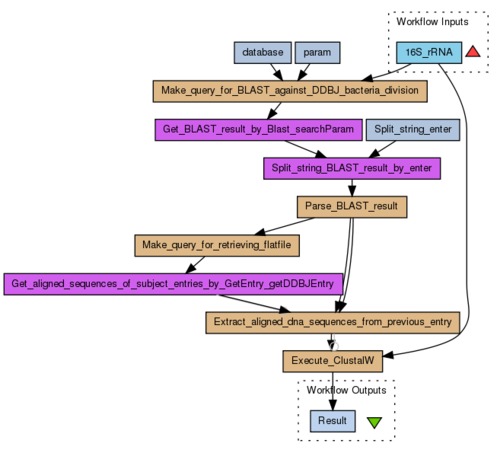 Workflow Inputs
database
param
16S_rRNA
Make_query_for_BLAST_against_DDBJ_bacteria_division
Get_BLAST_result_by_Blast_searchParam
Split_string_enter
Split_string_BLAST_result_by_enter
Parse_BLAST_result
Make_query_for_retrieving_flatfile
Get_aligned_sequences_of_subject_entries_by_GetEntry_getDDBJEntry
Extract_aligned_dna_sequences_from_previous_entry
Execute_ClustalW
Workflow Outputs
Result